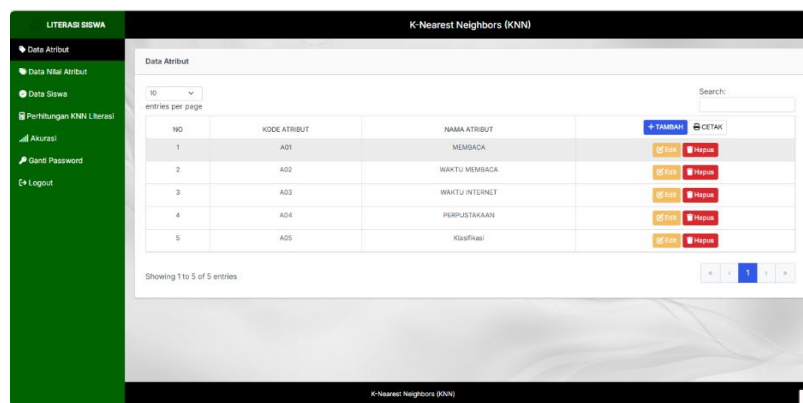 LITERASI SISWA
K-Nearest Neighbors (KNN)
Data Atribut
Data Nilai Atribut
Data Siswa
Perhitungan KNN Literasi
Akurasi
Ganti Password
Logout
Data Atribut
10
entries per page
Search:
NO KODE ATRIBUT NAMA ATRIBUT + TAMBAH CETAK
1 A01 MEMBACA Edit Hapus
2 A02 WAKTU MEMBACA Edit Hapus
3 A03 WAKTU INTERNET Edit Hapus
4 A04 PERPUSTAKAAN Edit Hapus
5 A05 Klasifikasi Edit Hapus
Showing 1 to 5 of 5 entries
« ‹ 1 › »
K-Nearest Neighbors (KNN)